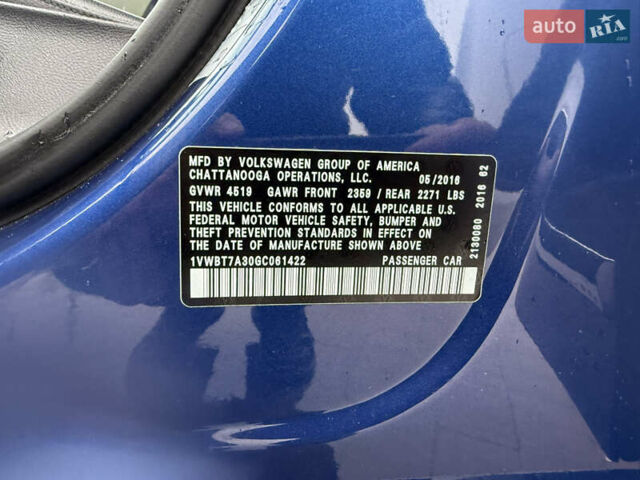 auto RIA .com
MFD BY VOLKSWAGEN GROUP OF AMERICA
CHATTANOOGA OPERATIONS, LLC. 05/2016
GVWR 4519 GAWR FRONT 2359 / REAR 2271 LBS
THIS VEHICLE CONFORMS TO ALL APPLICABLE U.S.
FEDERAL MOTOR VEHICLE SAFETY, BUMPER AND
THEFT PREVENTION STANDARDS IN EFFECT ON THE
DATE OF MANUFACTURE SHOWN ABOVE.
1VWBT7A30GC061422 PASSENGER CAR
2130080 2016 62